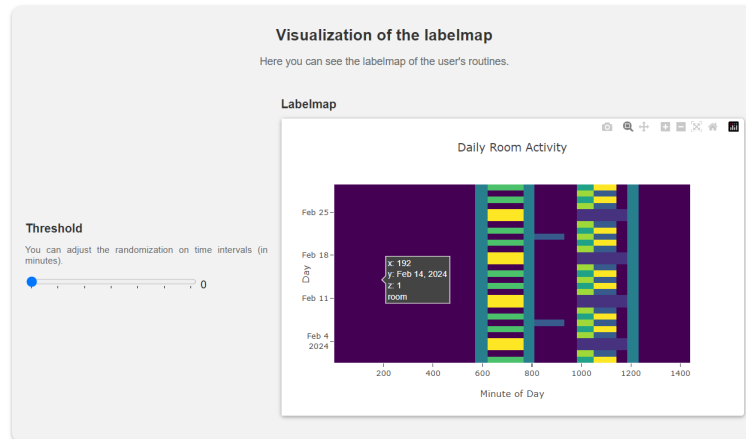 Visualization of the labelmap
Here you can see the labelmap of the user's routines.
Labelmap
Daily Room Activity
Threshold
You can adjust the randomization on time intervals (in
minutes).
0
Day
Feb 25
Feb 18
Feb 11
Feb 4
2024
x: 192
y: Feb 14, 2024
z: 1
room
200 400 600 800 1000 1200 1400
Minute of Day